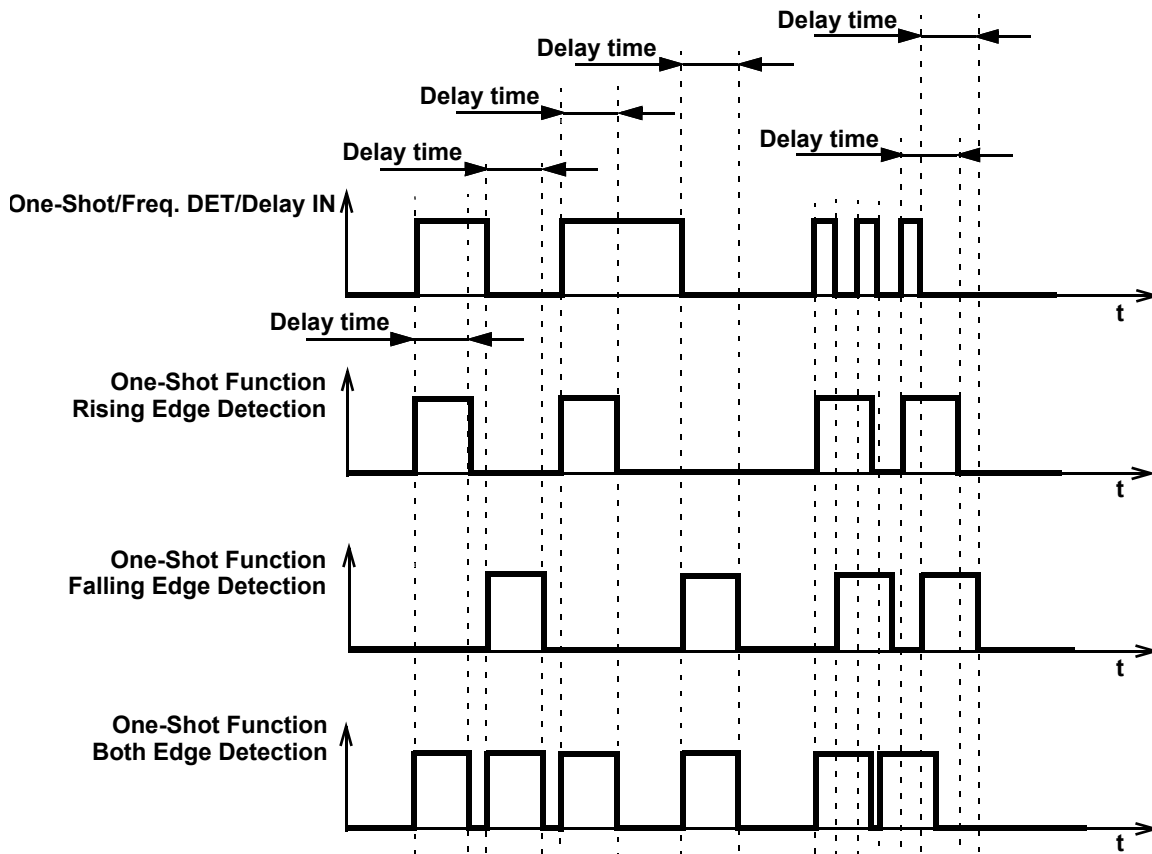 Delay time
Delay time
Delay time
Delay time
Delay time
One-Shot/Freq. DET/Delay IN
t
Delay time
One-Shot Function
Rising Edge Detection
t
One-Shot Function
Falling Edge Detection
t
One-Shot Function
Both Edge Detection
t